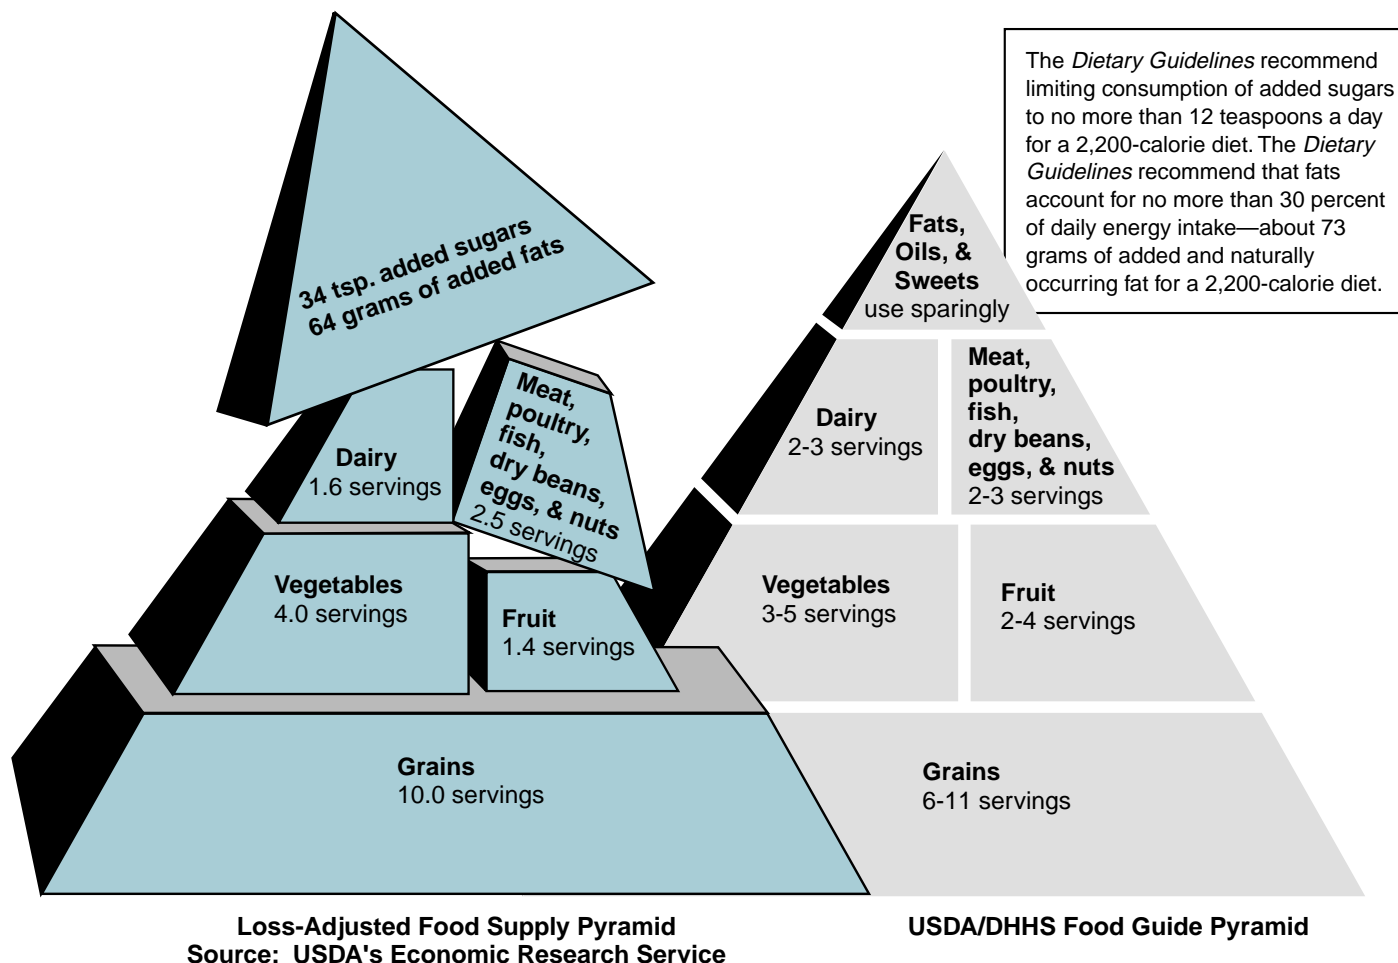 34 tsp. added sugars
64 grams of added fats
Dairy
1.6 servings
Meat,
poultry,
fish,
dry beans,
eggs, & nuts
2.5 servings
Vegetables
4.0 servings
Fruit
1.4 servings
Grains
10.0 servings
Loss-Adjusted Food Supply Pyramid
Source: USDA's Economic Research Service
The Dietary Guidelines recommend
limiting consumption of added sugars
to no more than 12 teaspoons a day
for a 2,200-calorie diet. The Dietary
Guidelines recommend that fats
account for no more than 30 percent
of daily energy intake—about 73
grams of added and naturally
occurring fat for a 2,200-calorie diet.
Fats,
Oils, &
Sweets
use sparingly
Dairy
2-3 servings
Meat,
poultry,
fish,
dry beans,
eggs, & nuts
2-3 servings
Vegetables
3-5 servings
Fruit
2-4 servings
Grains
6-11 servings
USDA/DHHS Food Guide Pyramid